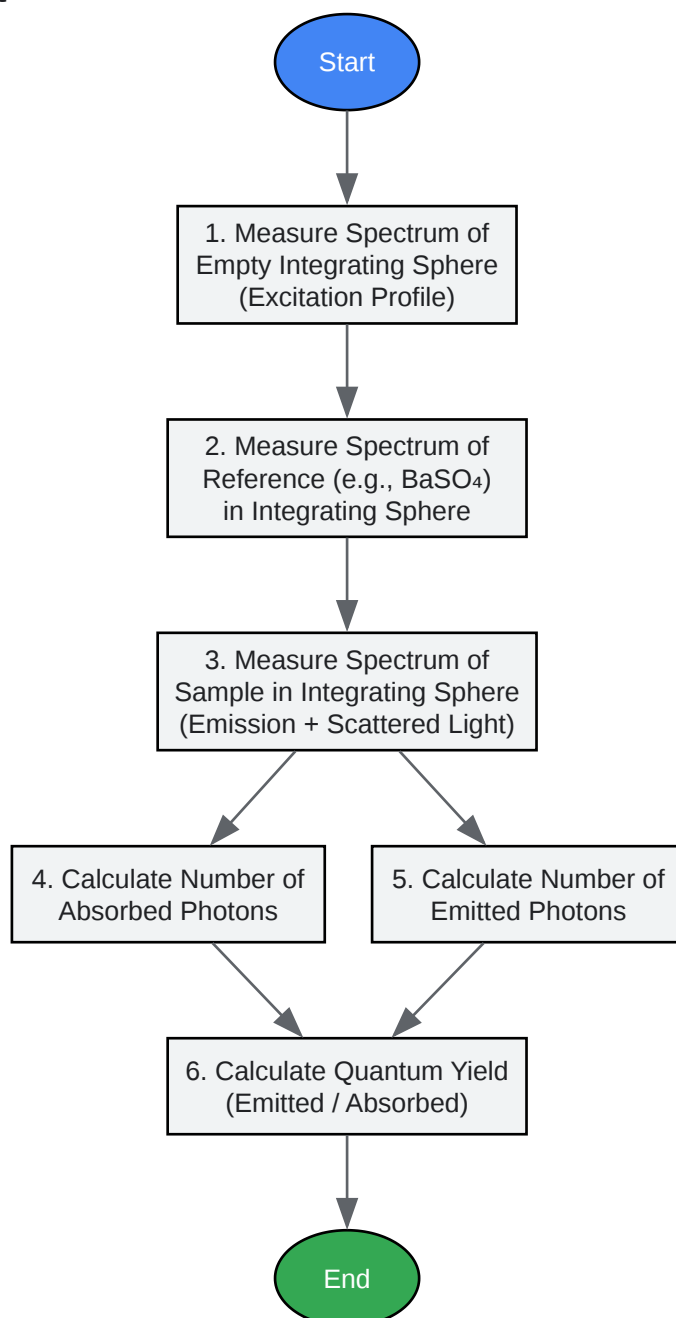 Start
1. Measure Spectrum of
Empty Integrating Sphere
(Excitation Profile)
2. Measure Spectrum of
Reference (e.g., BaSO₄)
in Integrating Sphere
3. Measure Spectrum of
Sample in Integrating Sphere
(Emission + Scattered Light)
4. Calculate Number of
Absorbed Photons
5. Calculate Number of
Emitted Photons
6. Calculate Quantum Yield
(Emitted / Absorbed)
End